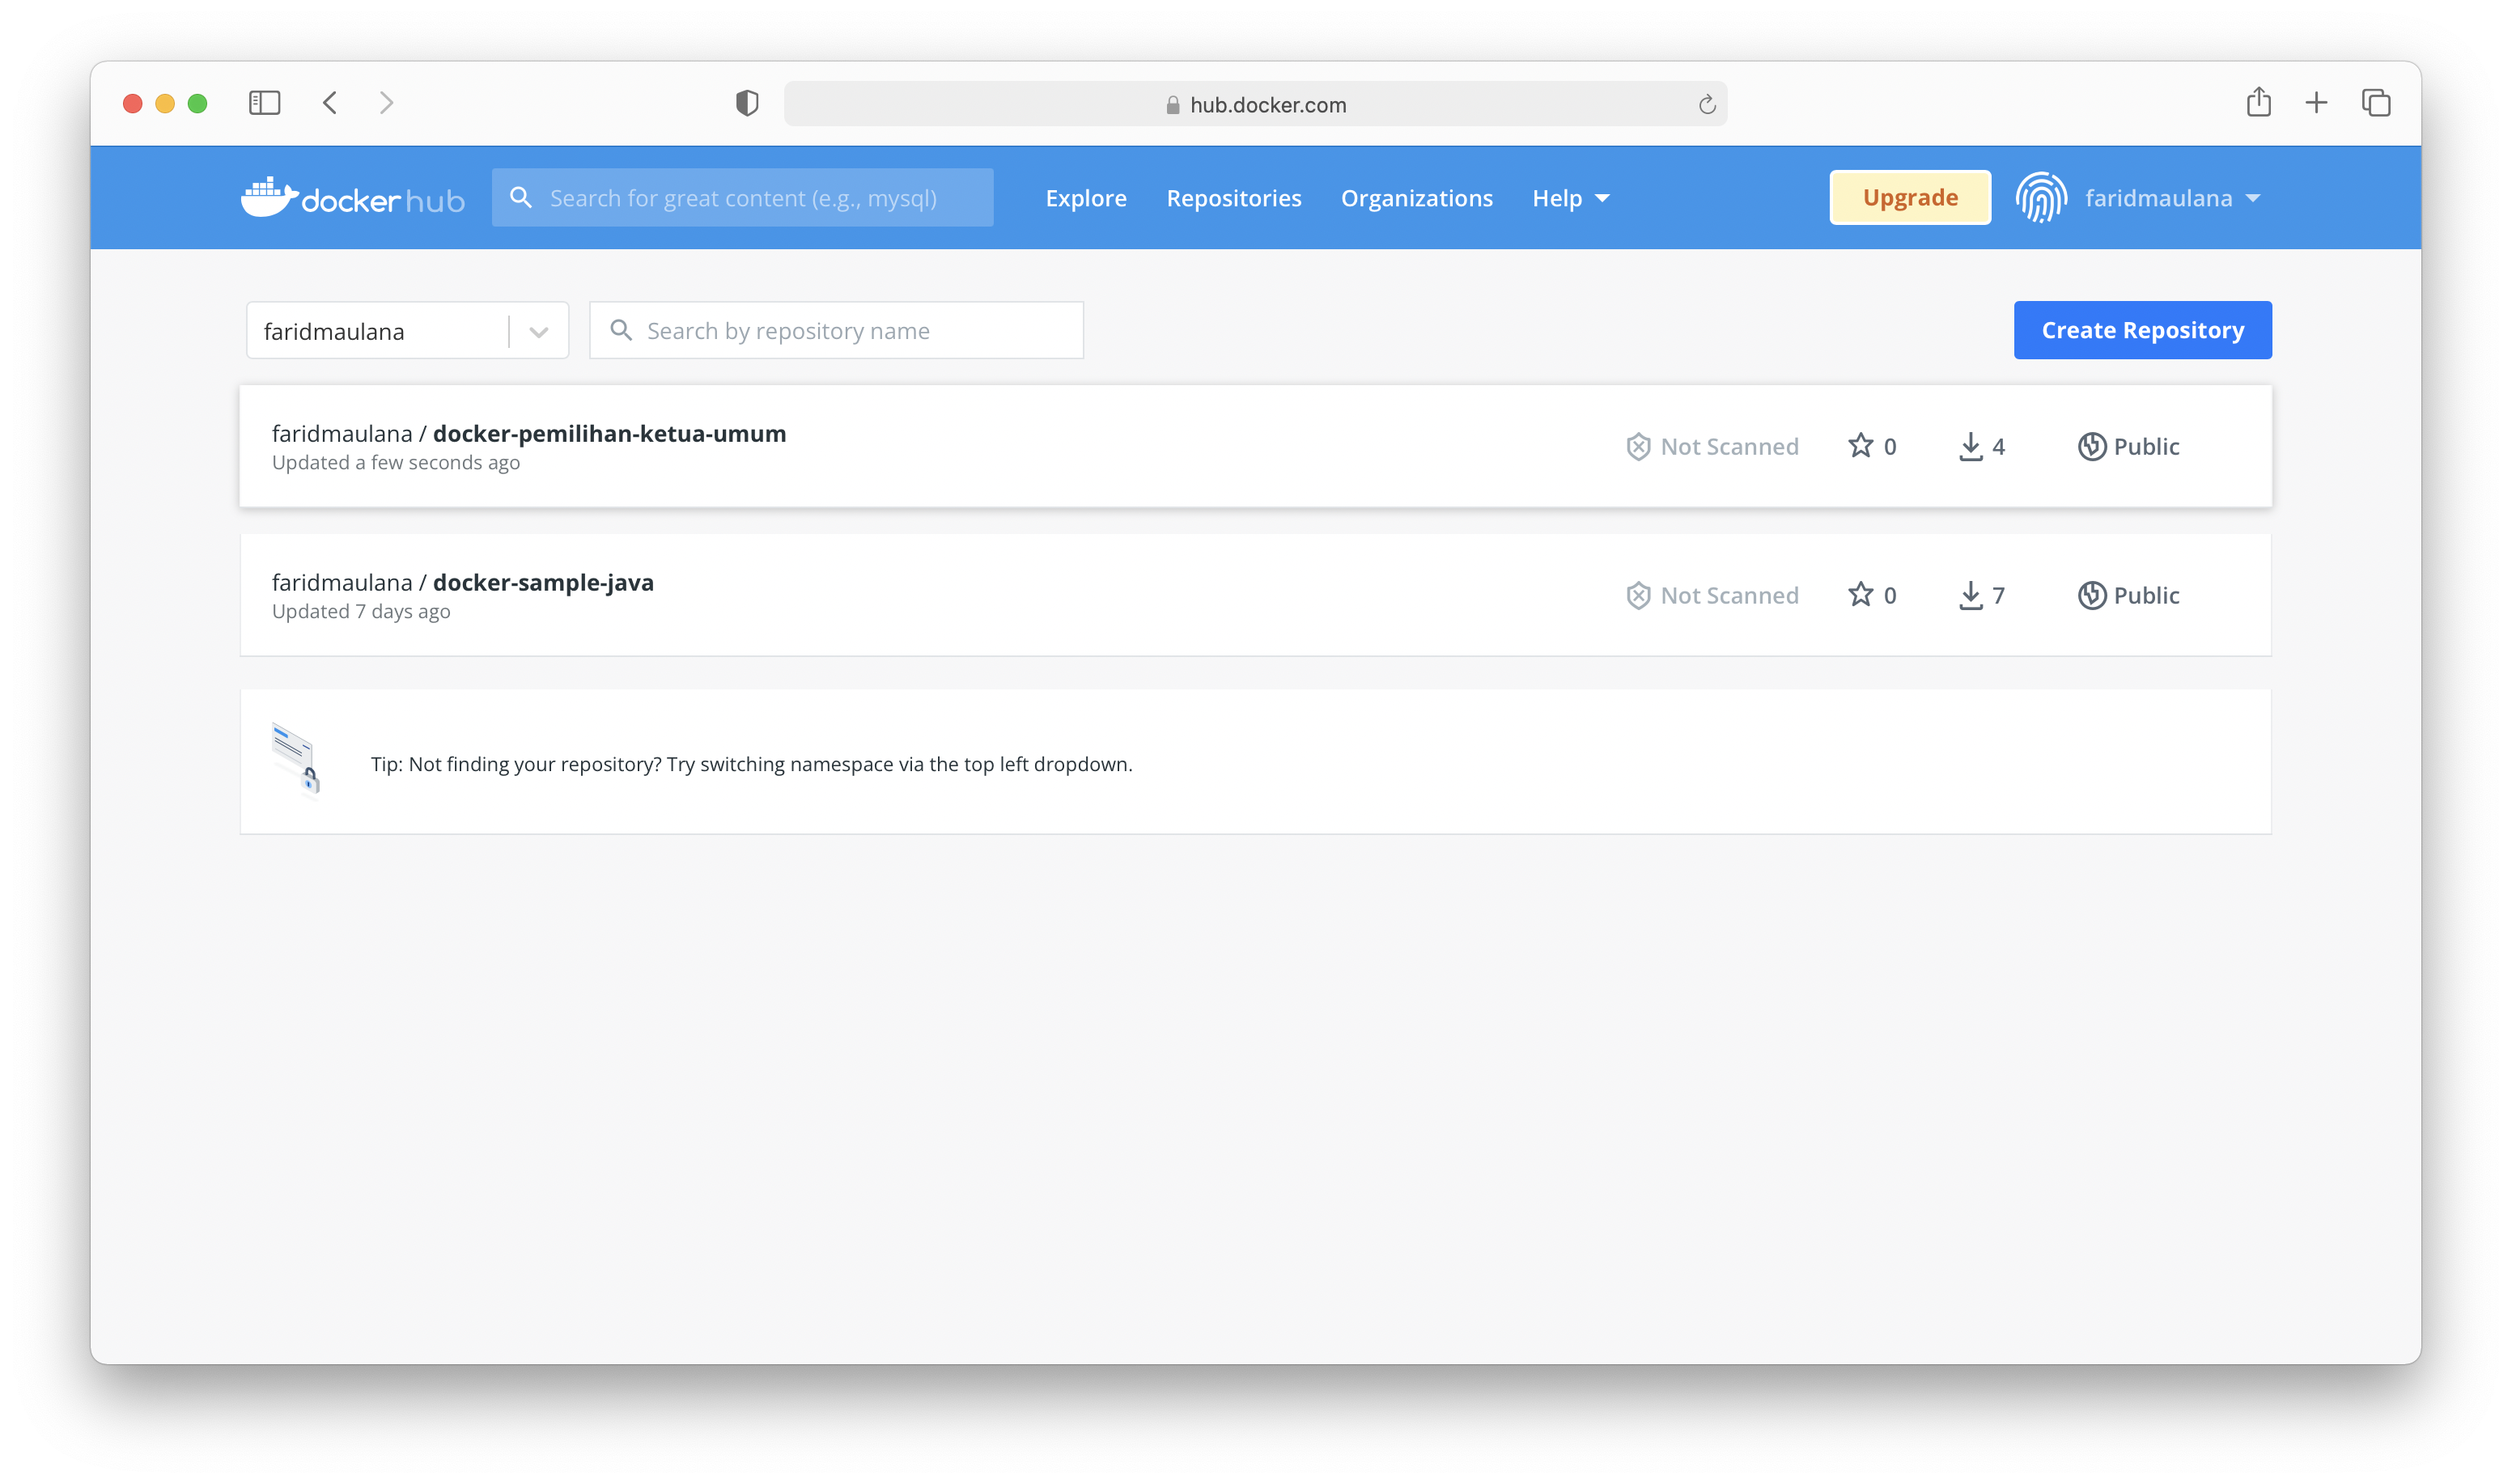 hub.docker.com
docker hub
Search for great content (e.g., mysql)
Explore
Repositories
Organizations
Help
Upgrade
faridmaulana
faridmaulana
Search by repository name
Create Repository
faridmaulana / docker-pemilihan-ketua-umum
Updated a few seconds ago
Not Scanned
0
4
Public
faridmaulana / docker-sample-java
Updated 7 days ago
Not Scanned
0
7
Public
Tip: Not finding your repository? Try switching namespace via the top left dropdown.